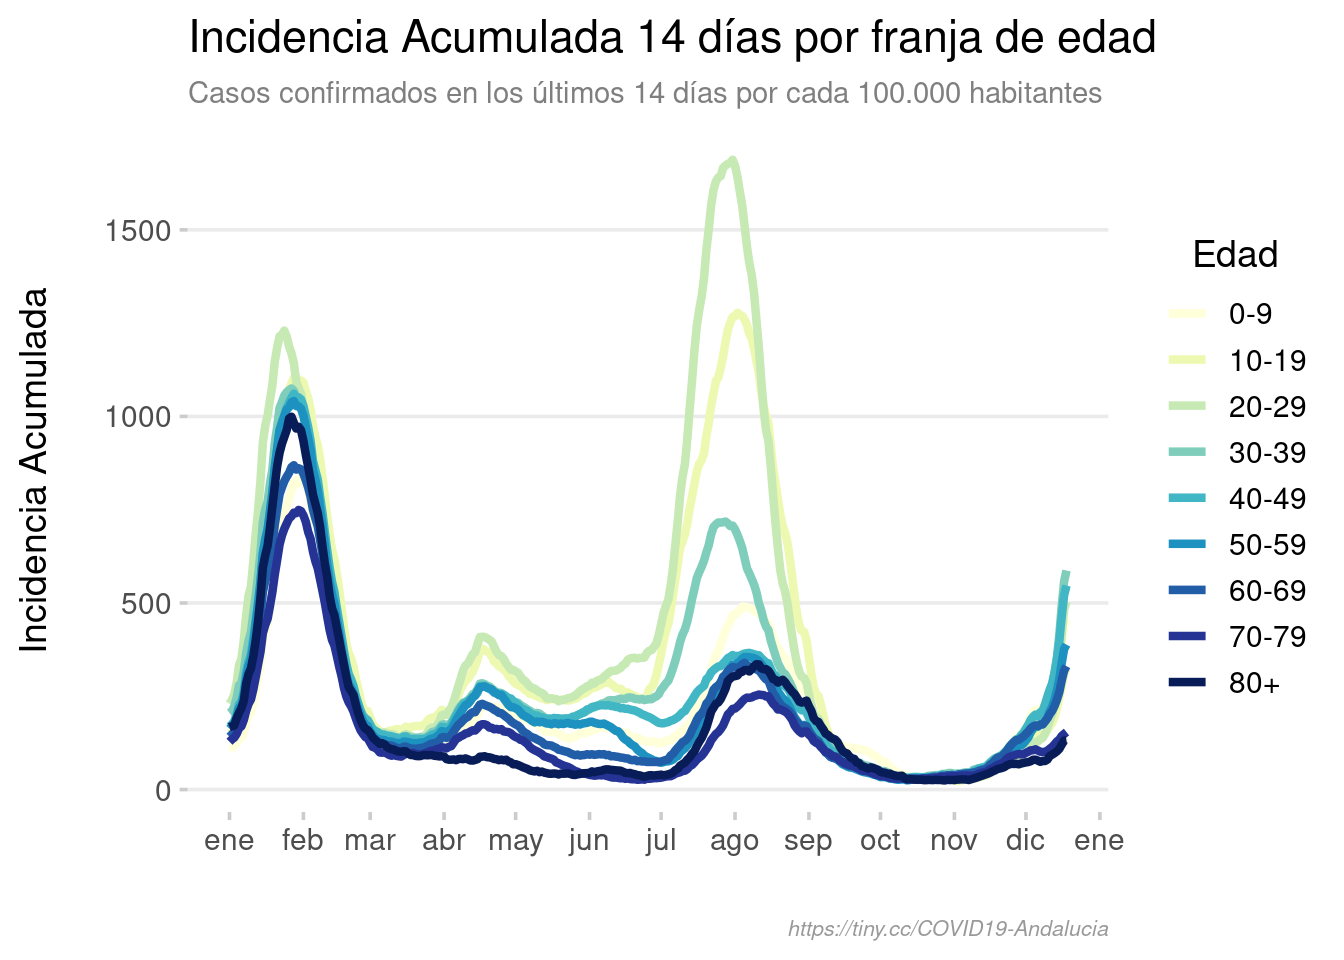 Incidencia Acumulada 14 días por franja de edad
Casos confirmados en los últimos 14 días por cada 100.000 habitantes
Incidencia Acumulada
1500
1000
500
0
ene feb mar abr may jun jul ago sep oct nov dic ene
Edad
0-9
10-19
20-29
30-39
40-49
50-59
60-69
70-79
80+
https://tiny.cc/COVID19-Andalucia